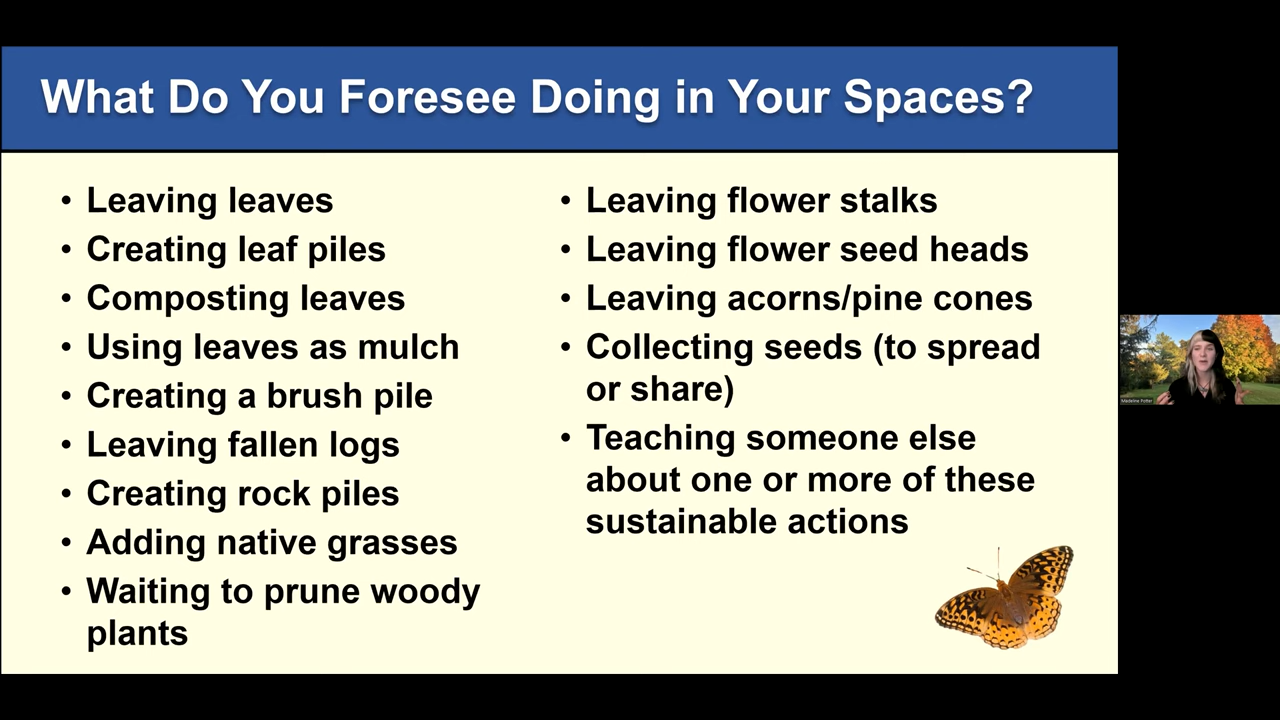 What Do You Foresee Doing in Your Spaces?
• Leaving leaves
• Creating leaf piles
• Composting leaves
• Using leaves as mulch
• Creating a brush pile
• Leaving fallen logs
• Creating rock piles
• Adding native grasses
• Waiting to prune woody
plants
• Leaving flower stalks
• Leaving flower seed heads
• Leaving acorns/pine cones
• Collecting seeds (to spread
or share)
• Teaching someone else
about one or more of these
sustainable actions
Madeline Potter